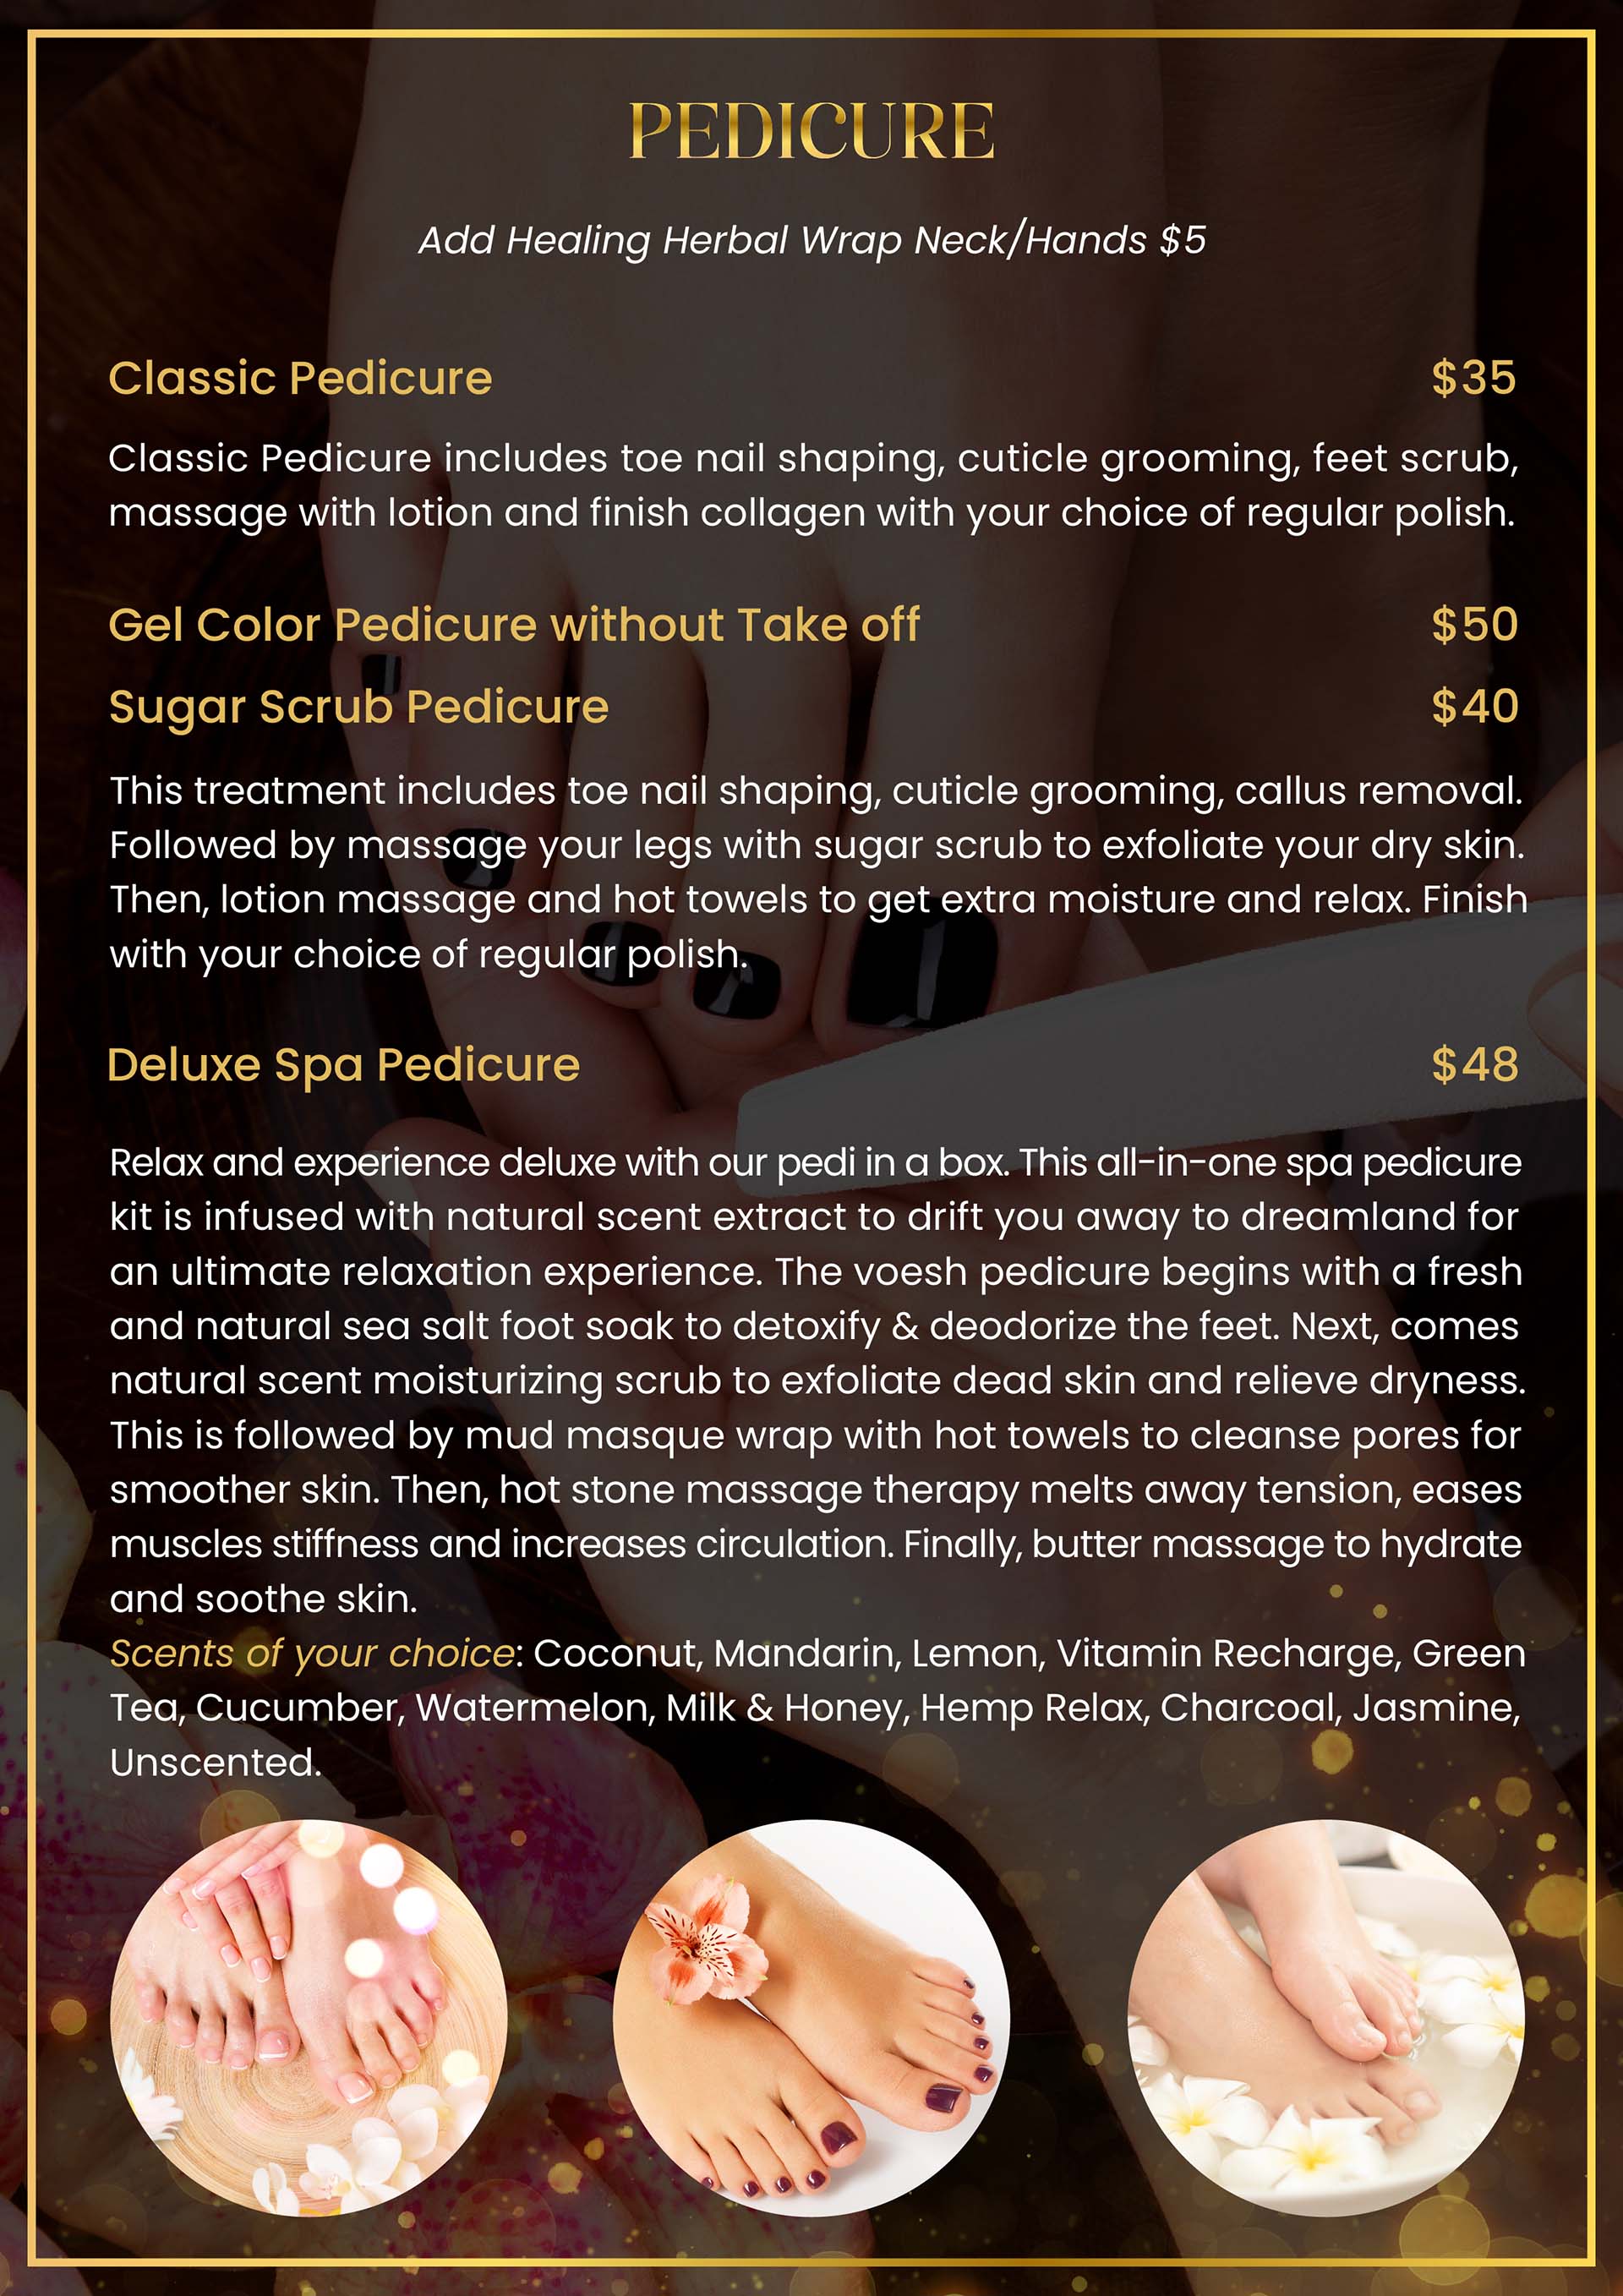 PEDICURE
Add Healing Herbal Wrap Neck/Hands $5
Classic Pedicure $35
Classic Pedicure includes toe nail shaping, cuticle grooming, feet scrub,
massage with lotion and finish collagen with your choice of regular polish.
Gel Color Pedicure without Take off $50
Sugar Scrub Pedicure $40
This treatment includes toe nail shaping, cuticle grooming, callus removal.
Followed by massage your legs with sugar scrub to exfoliate your dry skin.
Then, lotion massage and hot towels to get extra moisture and relax. Finish
with your choice of regular polish.
Deluxe Spa Pedicure $48
Relax and experience deluxe with our pedi in a box. This all-in-one spa pedicure
kit is infused with natural scent extract to drift you away to dreamland for
an ultimate relaxation experience. The voesh pedicure begins with a fresh
and natural sea salt foot soak to detoxify & deodorize the feet. Next, comes
natural scent moisturizing scrub to exfoliate dead skin and relieve dryness.
This is followed by mud masque wrap with hot towels to cleanse pores for
smoother skin. Then, hot stone massage therapy melts away tension, eases
muscles stiffness and increases circulation. Finally, butter massage to hydrate
and soothe skin.
Scents of your choice: Coconut, Mandarin, Lemon, Vitamin Recharge, Green
Tea, Cucumber, Watermelon, Milk & Honey, Hemp Relax, Charcoal, Jasmine,
Unscented.